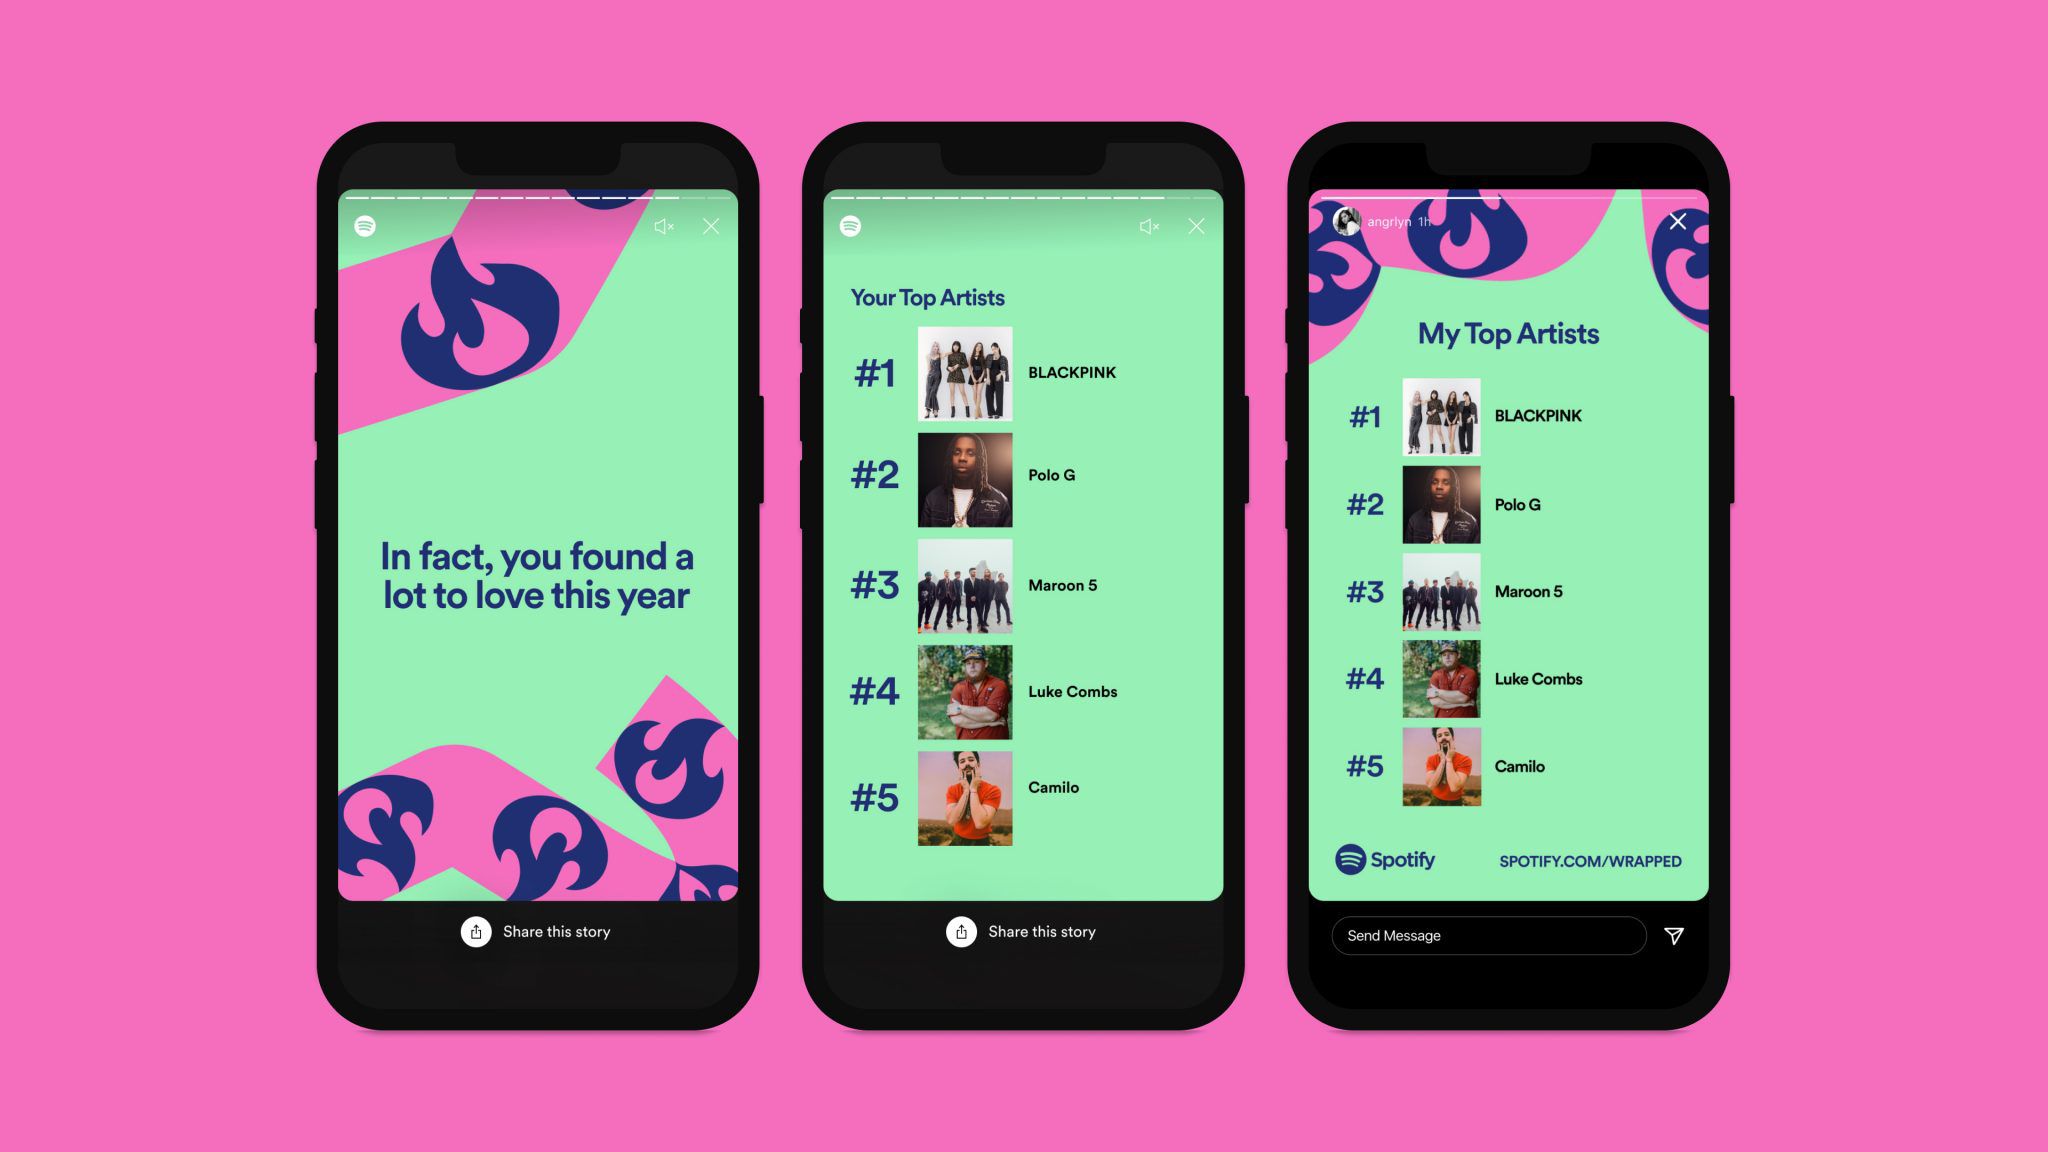 In fact, you found a
lot to love this year
Share this story
Your Top Artists
#1 BLACKPINK
#2 Polo G
#3 Maroon 5
#4 Luke Combs
#5 Camilo
Share this story
angrlyn 1h
My Top Artists
#1 BLACKPINK
#2 Polo G
#3 Maroon 5
#4 Luke Combs
#5 Camilo
Spotify SPOTIFY.COM/WRAPPED
Send Message